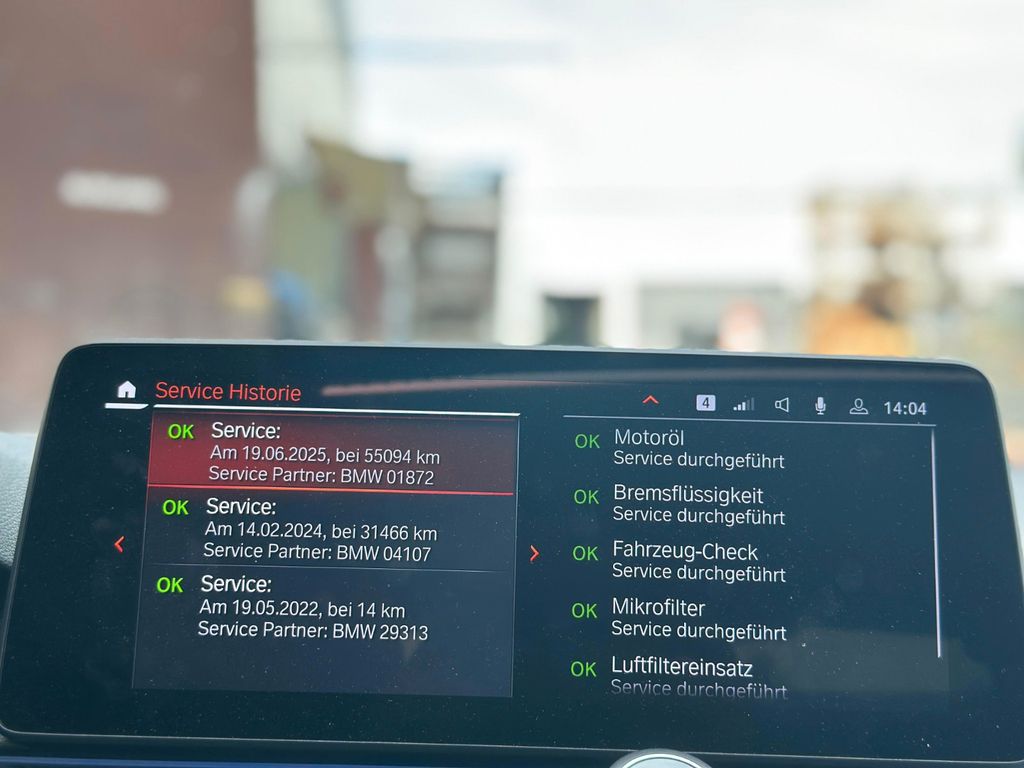 Service Historie
4
14:04
OK Service:
Am 19.06.2025, bei 55094 km
Service Partner: BMW 01872
OK Service:
Am 14.02.2024, bei 31466 km
Service Partner: BMW 04107
OK Service:
Am 19.05.2022, bei 14 km
Service Partner: BMW 29313
OK Motoröl
Service durchgeführt
OK Bremsflüssigkeit
Service durchgeführt
OK Fahrzeug-Check
Service durchgeführt
OK Mikrofilter
Service durchgeführt
OK Luftfiltereinsatz
Service durchgeführt